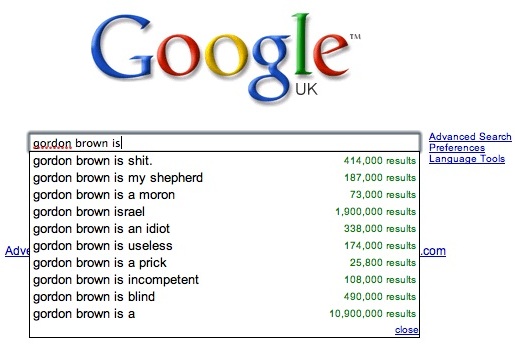 Google™
UK
gordon brown is
Advanced Search
Preferences
Language Tools
gordon brown is shit. 414,000 results
gordon brown is my shepherd 187,000 results
gordon brown is a moron 73,000 results
gordon brown israel 1,900,000 results
gordon brown is an idiot 338,000 results
gordon brown is useless 174,000 results
Adve .com
gordon brown is a prick 25,800 results
gordon brown is incompetent 108,000 results
gordon brown is blind 490,000 results
gordon brown is a 10,900,000 results
close